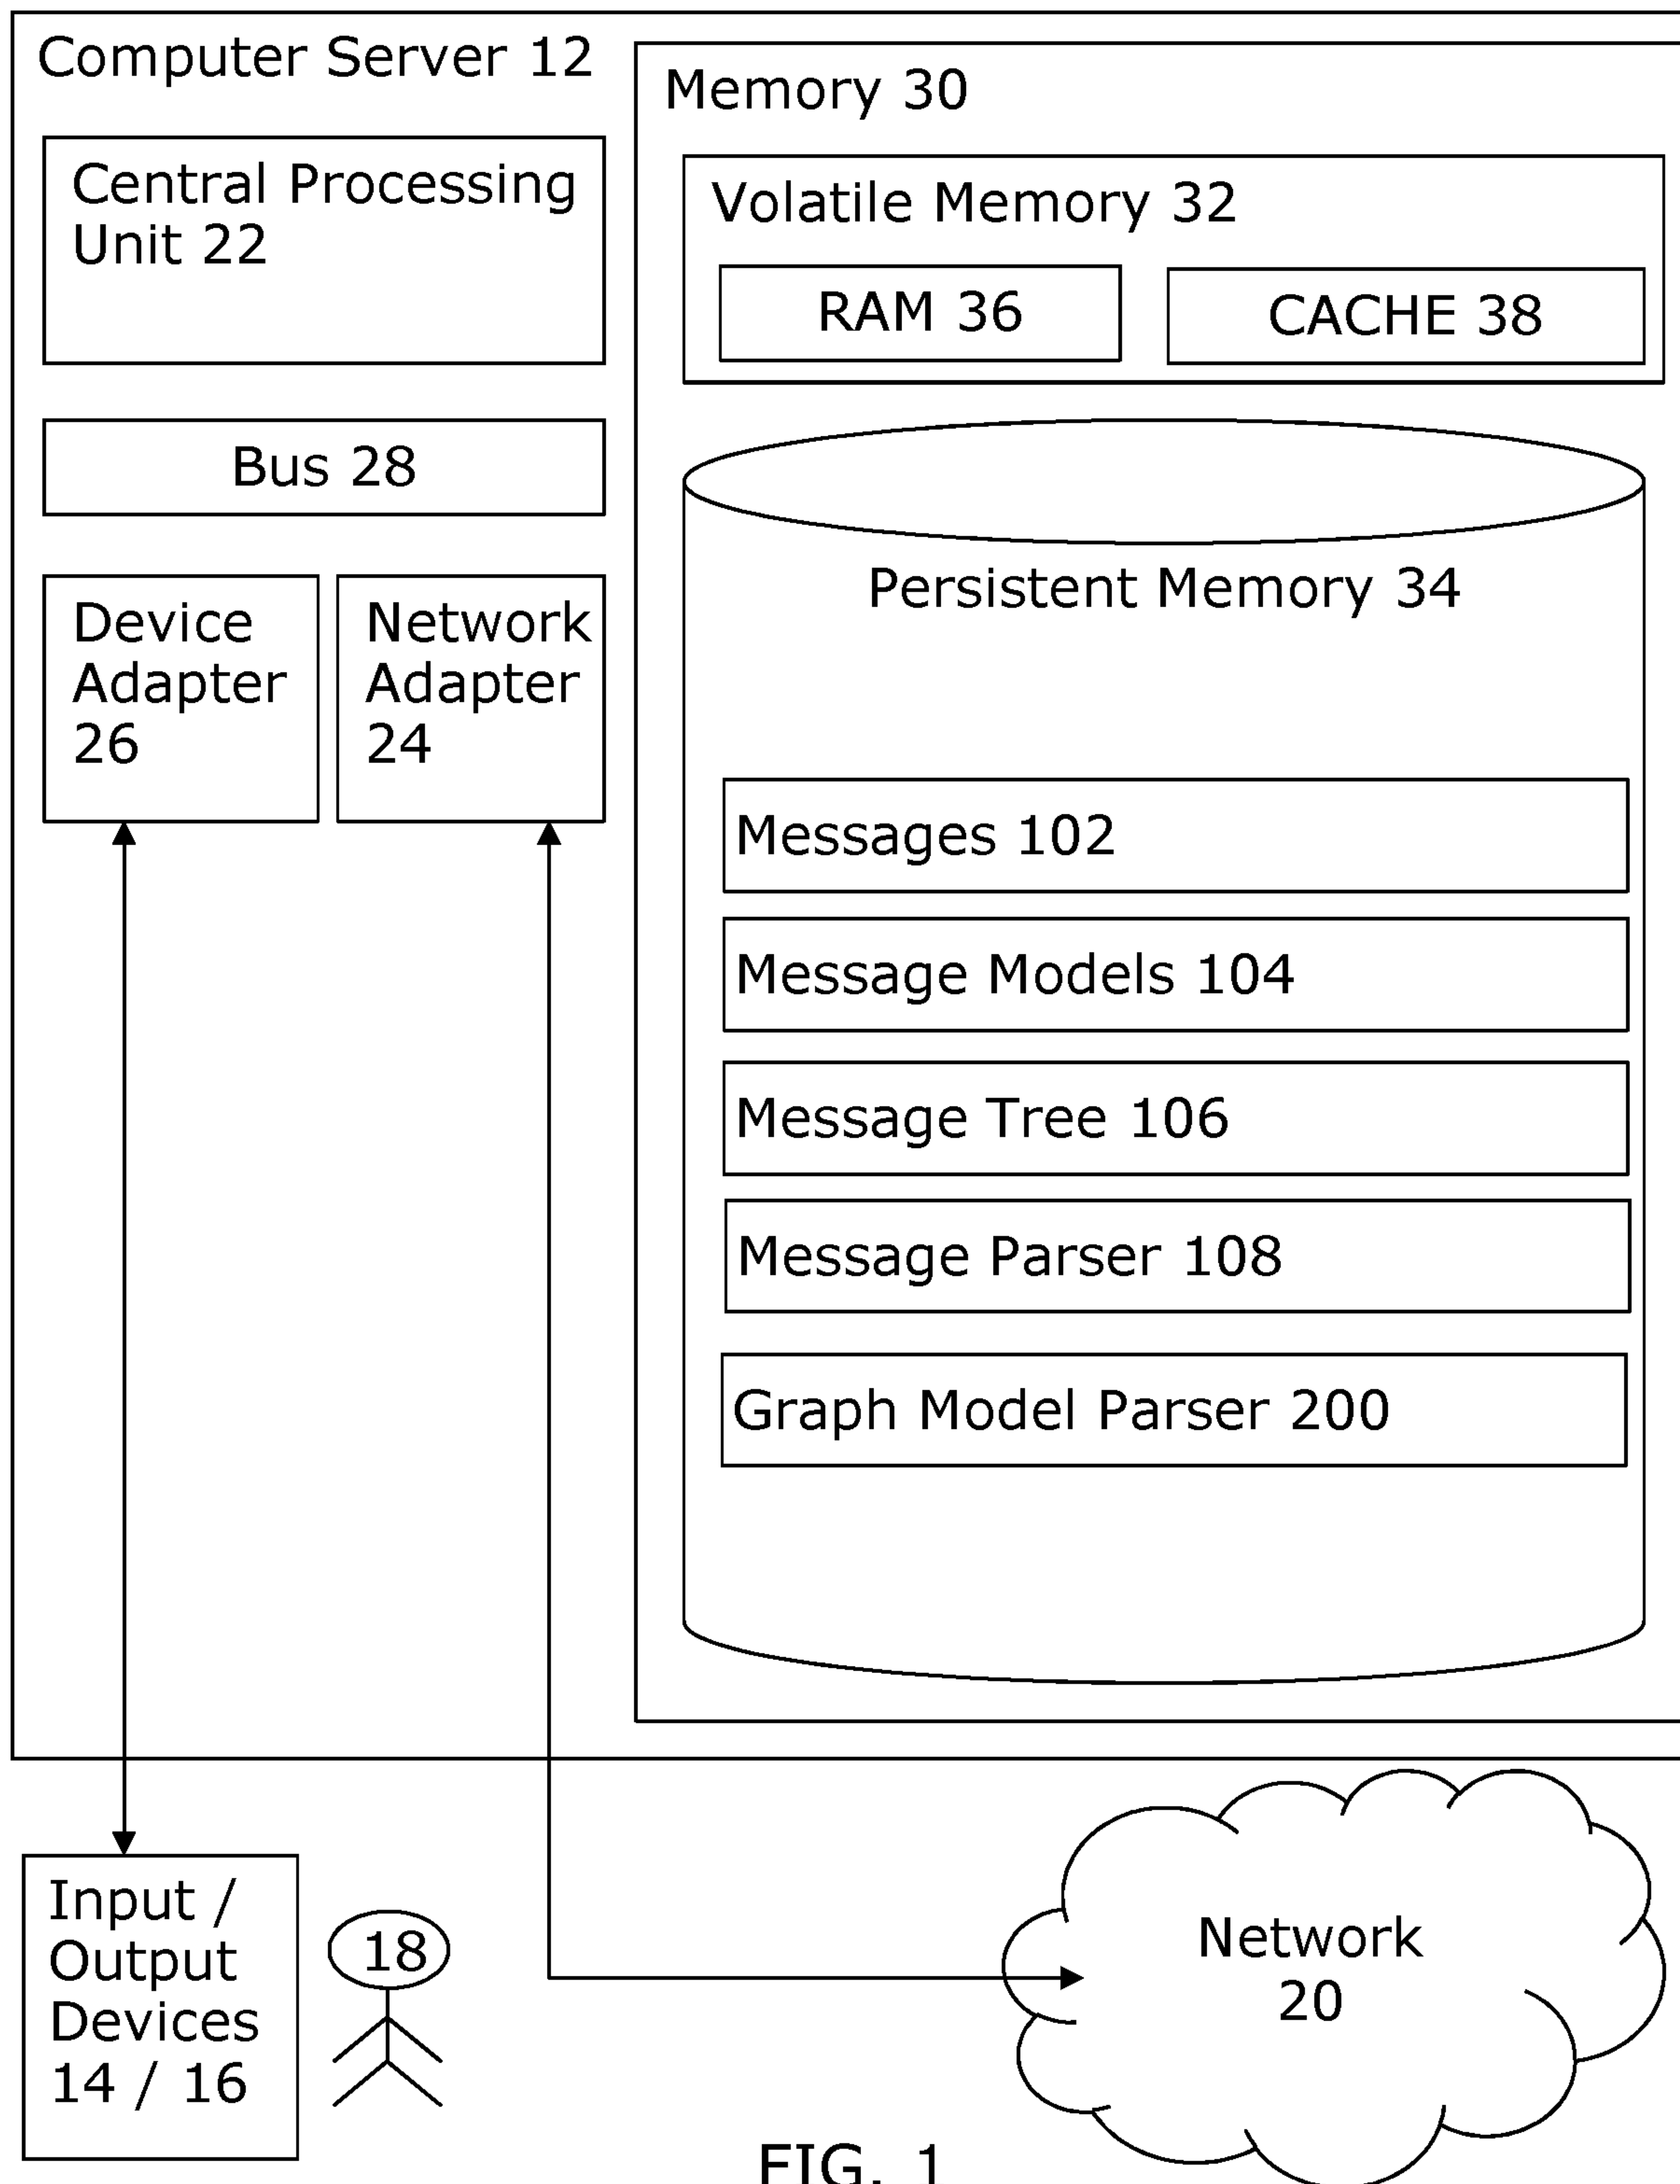 Computer Server 12
Central Processing
Unit 22
Bus 28
Device
Adapter
26
Network
Adapter
24
Memory 30
Volatile Memory 32
RAM 36
CACHE 38
Persistent Memory 34
Messages 102
Message Models 104
Message Tree 106
Message Parser 108
Graph Model Parser 200
Input /
Output
Devices
14 / 16
18
Network
20
FIG. 1